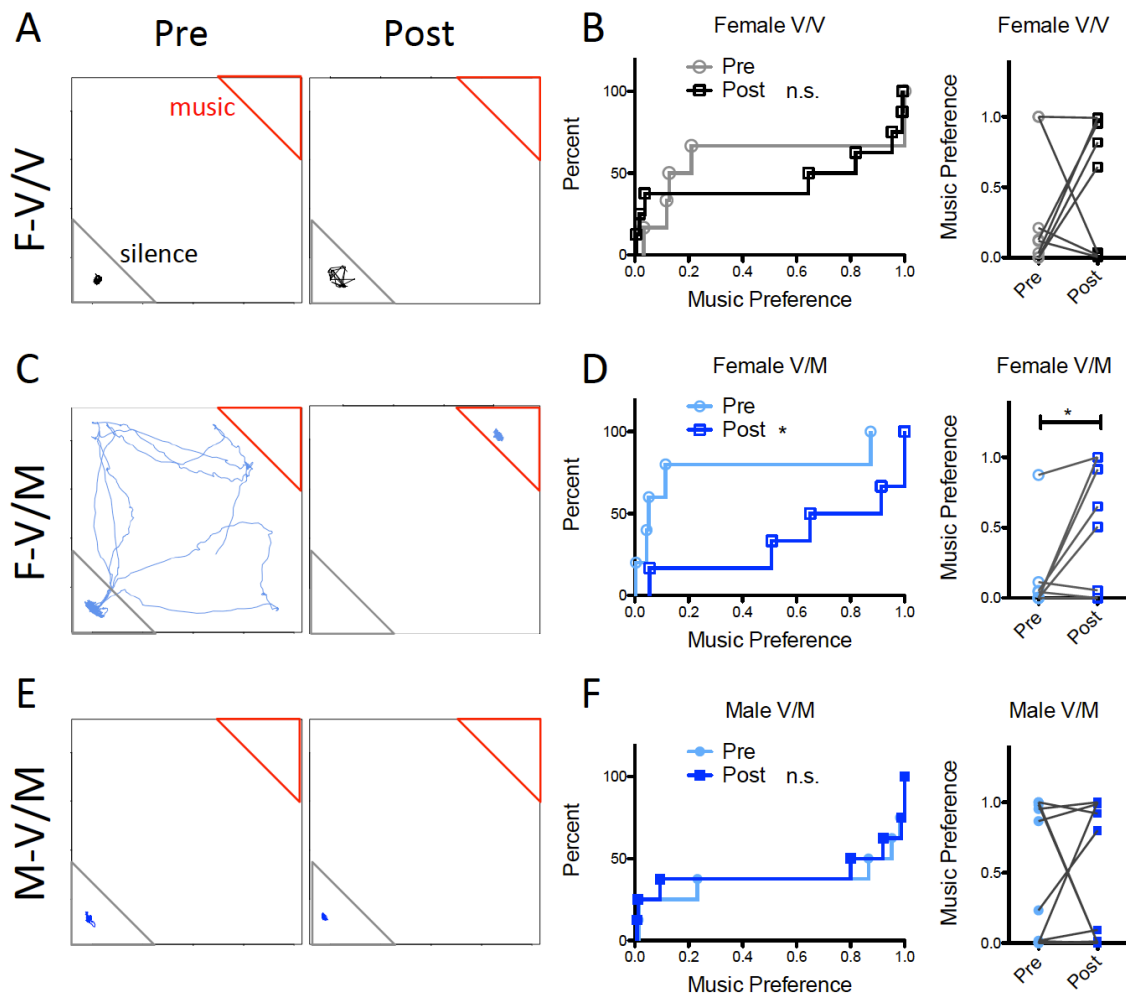 A
Pre
Post
F-V/V
music
silence
B
Female V/V
Pre
Post n.s.
Percent
100
50
0
0.0 0.2 0.4 0.6 0.8 1.0
Music Preference
Female V/V
Music Preference
1.0
0.5
0.0
Pre Post
C
F-V/M
D
Female V/M
Pre
Post *
Percent
100
50
0
0.0 0.2 0.4 0.6 0.8 1.0
Music Preference
Female V/M
*
Music Preference
1.0
0.5
0.0
Pre Post
E
M-V/M
F
Male V/M
Pre
Post n.s.
Percent
100
50
0
0.0 0.2 0.4 0.6 0.8 1.0
Music Preference
Male V/M
Music Preference
1.0
0.5
0.0
Pre Post